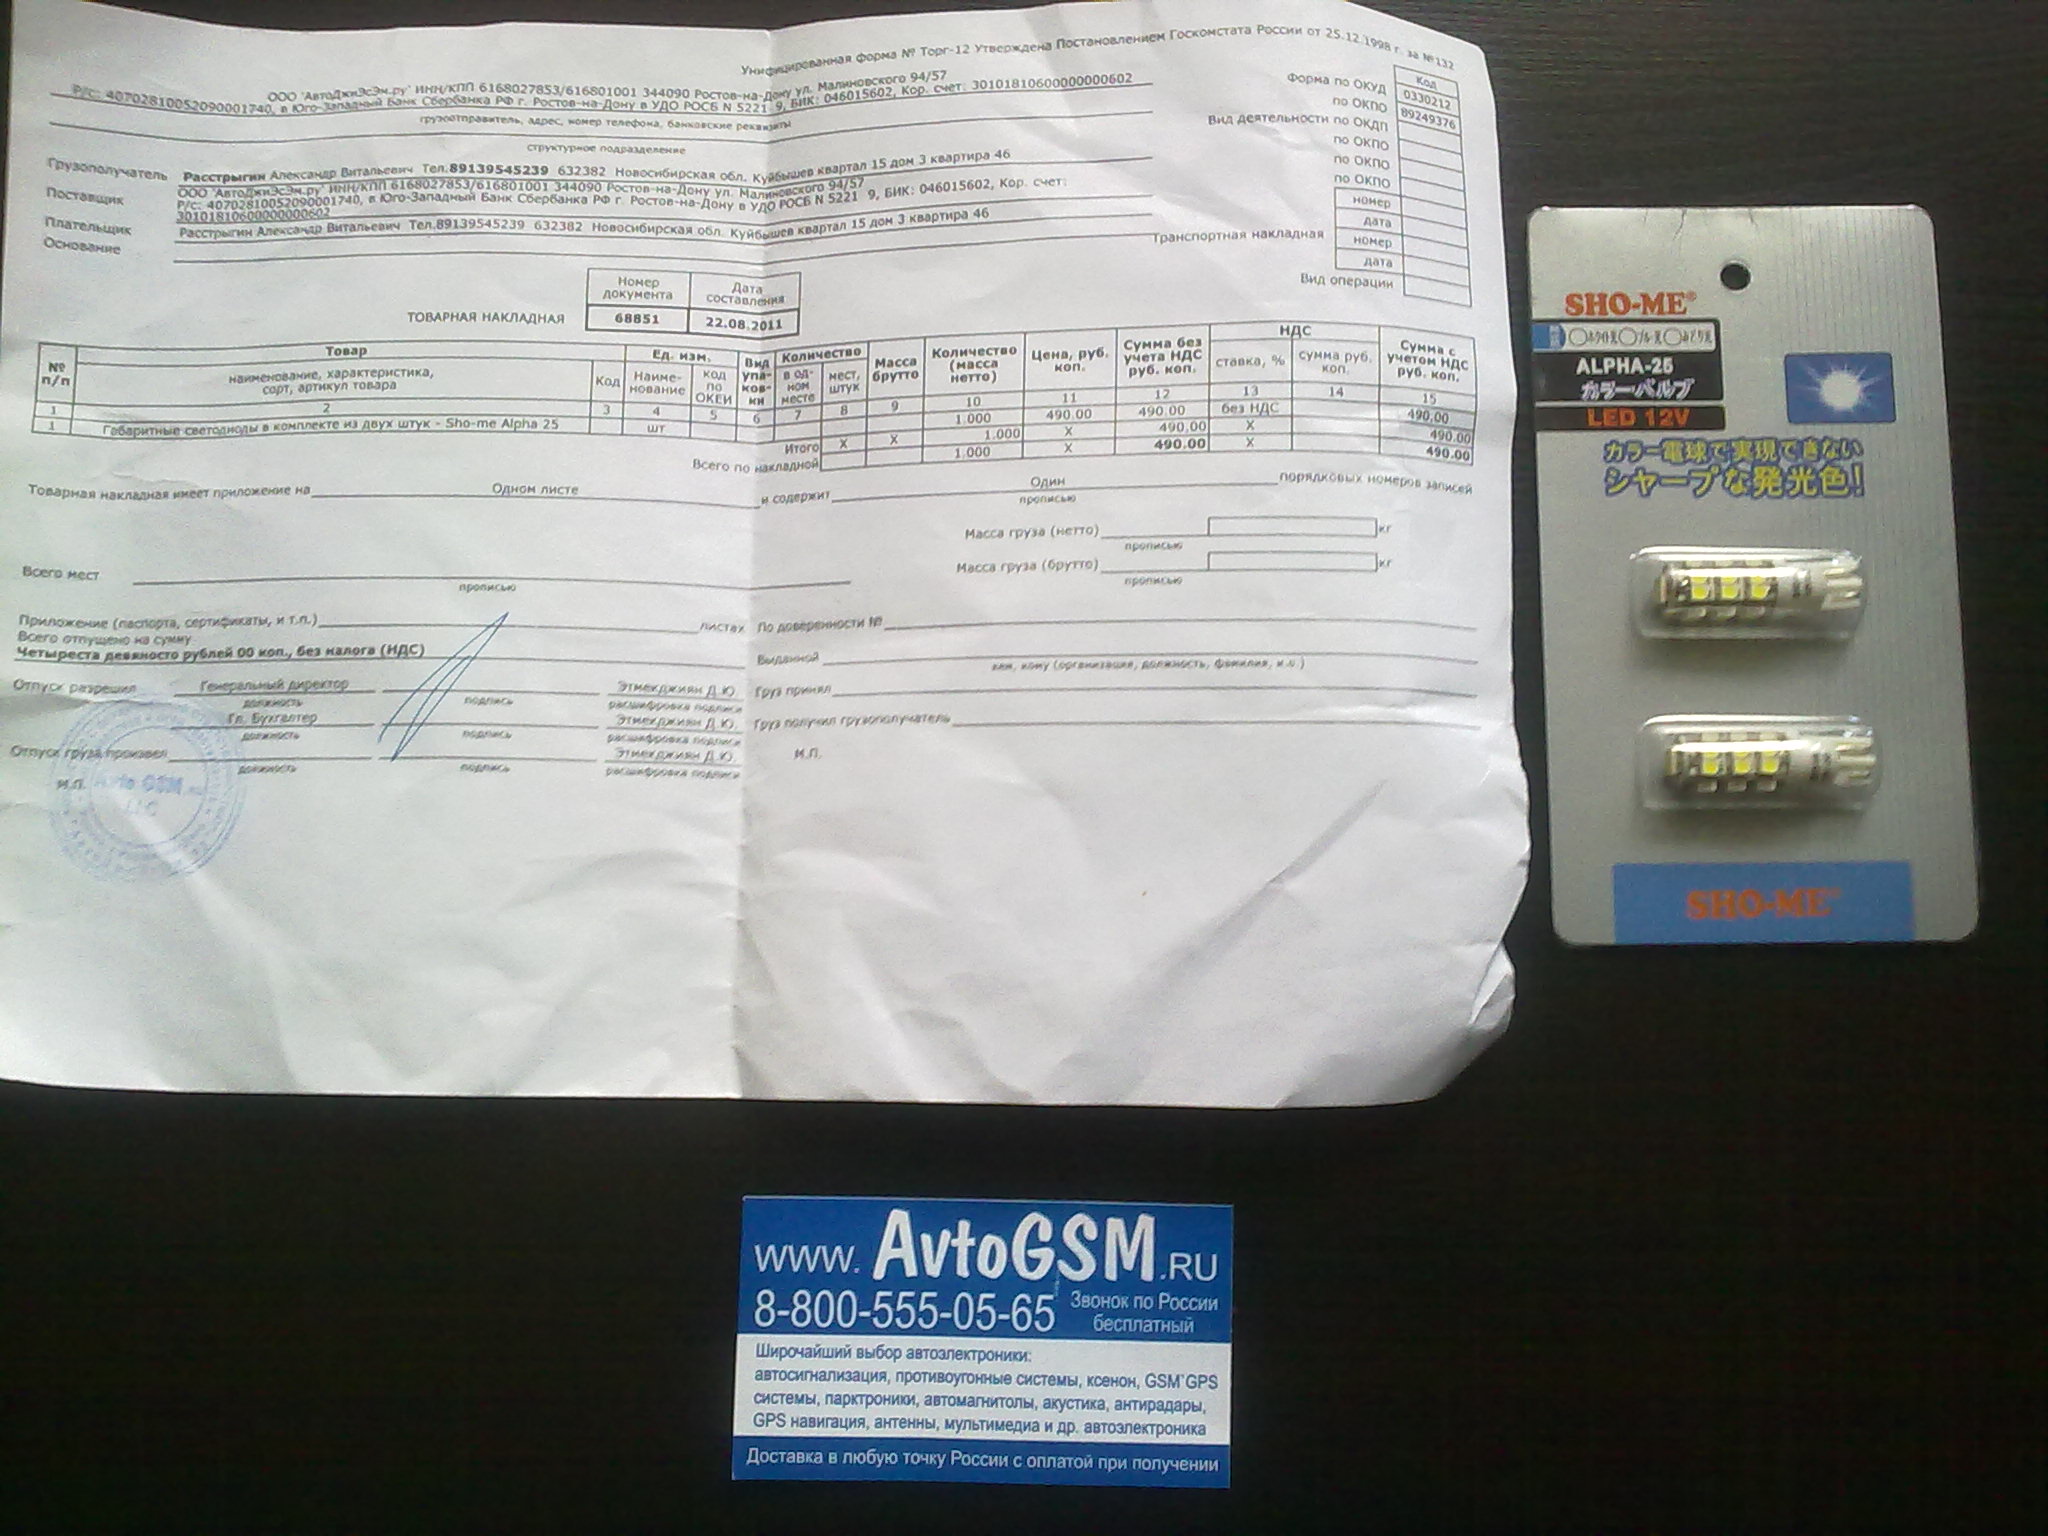 Унифицированная форма № Торг-12 Утверждена Постановлением Госкомстата России от 25.12.1998 г. за №132
ООО 'АвтоДжиЭсЭм.ру' ИНН/КПП 6168027853/616801001 344090 Ростов-на-Дону ул. Малиновского 94/57
Р/с: 40702810052090001740, в Юго-Западный Банк Сбербанка РФ г. Ростов-на-Дону в УДО РОСБ N 5221 9, БИК: 046015602, Кор. счет: 30101810600000000602
грузоотправитель, адрес, номер телефона, банковские реквизиты
структурное подразделение
Код
Форма по ОКУД 0330212
по ОКПО 89249376
Вид деятельности по ОКДП
по ОКПО
по ОКПО
по ОКПО
номер
дата
Транспортная накладная номер
дата
Вид операции
Грузополучатель Расстрыгин Александр Витальевич Тел.89139545239 632382 Новосибирская обл. Куйбышев квартал 15 дом 3 квартира 46
Поставщик ООО 'АвтоДжиЭсЭм.ру' ИНН/КПП 6168027853/616801001 344090 Ростов-на-Дону ул. Малиновского 94/57
Р/с: 40702810052090001740, в Юго-Западный Банк Сбербанка РФ г. Ростов-на-Дону в УДО РОСБ N 5221 9, БИК: 046015602, Кор. счет:
30101810600000000602
Плательщик Расстрыгин Александр Витальевич Тел.89139545239 632382 Новосибирская обл. Куйбышев квартал 15 дом 3 квартира 46
Основание
Номер документа Дата составления
ТОВАРНАЯ НАКЛАДНАЯ 68851 22.08.2011
№ п/п Товар Ед. изм. Вид упаковки Количество Масса брутто Количество (масса нетто) Цена, руб. коп. Сумма без учета НДС руб. коп. НДС Сумма с учетом НДС руб. коп.
наименование, характеристика, сорт, артикул товара Код Наименование код по ОКЕИ в одном месте мест, штук ставка, % сумма руб. коп.
1 2 3 4 5 6 7 8 9 10 11 12 13 14 15
1 Габаритные светодиоды в комплекте из двух штук - Sho-me Alpha 25 шт 1.000 490.00 490.00 без НДС 490.00
Итого X X 1.000 X 490.00 X 490.00
Всего по накладной 1.000 X 490.00 X 490.00
Товарная накладная имеет приложение на Одном листе и содержит Один порядковых номеров записей
прописью
Масса груза (нетто) кг
прописью
Масса груза (брутто) кг
прописью
Всего мест
прописью
Приложение (паспорта, сертификаты, и т.п.) листах По доверенности №
Всего отпущено на сумму
Четыреста девяносто рублей 00 коп., без налога (НДС)
Выданной
кем, кому (организация, должность, фамилия, и.о.)
Отпуск разрешил Генеральный директор Этмекджиян Д.Ю. Груз принял
должность подпись расшифровка подписи
Гл. Бухгалтер Этмекджиян Д.Ю. Груз получил грузополучатель
должность подпись расшифровка подписи
Отпуск груза произвел Этмекджиян Д.Ю. М.П.
должность подпись расшифровка подписи
М.П.
Avto GSM.ru
LLC
SHO-ME®
ALPHA-25
カラーバルブ
LED 12V
カラー電球で実現できない
シャープな発光色!
SHO-ME®
www.AvtoGSM.RU
8-800-555-05-65 Звонок по России
бесплатный
Широчайший выбор автоэлектроники:
автосигнализация, противоугонные системы, ксенон, GSM GPS
системы, парктроники, автомагнитолы, акустика, антирадары,
GPS навигация, антенны, мультимедиа и др. автоэлектроника
Доставка в любую точку России с оплатой при получении